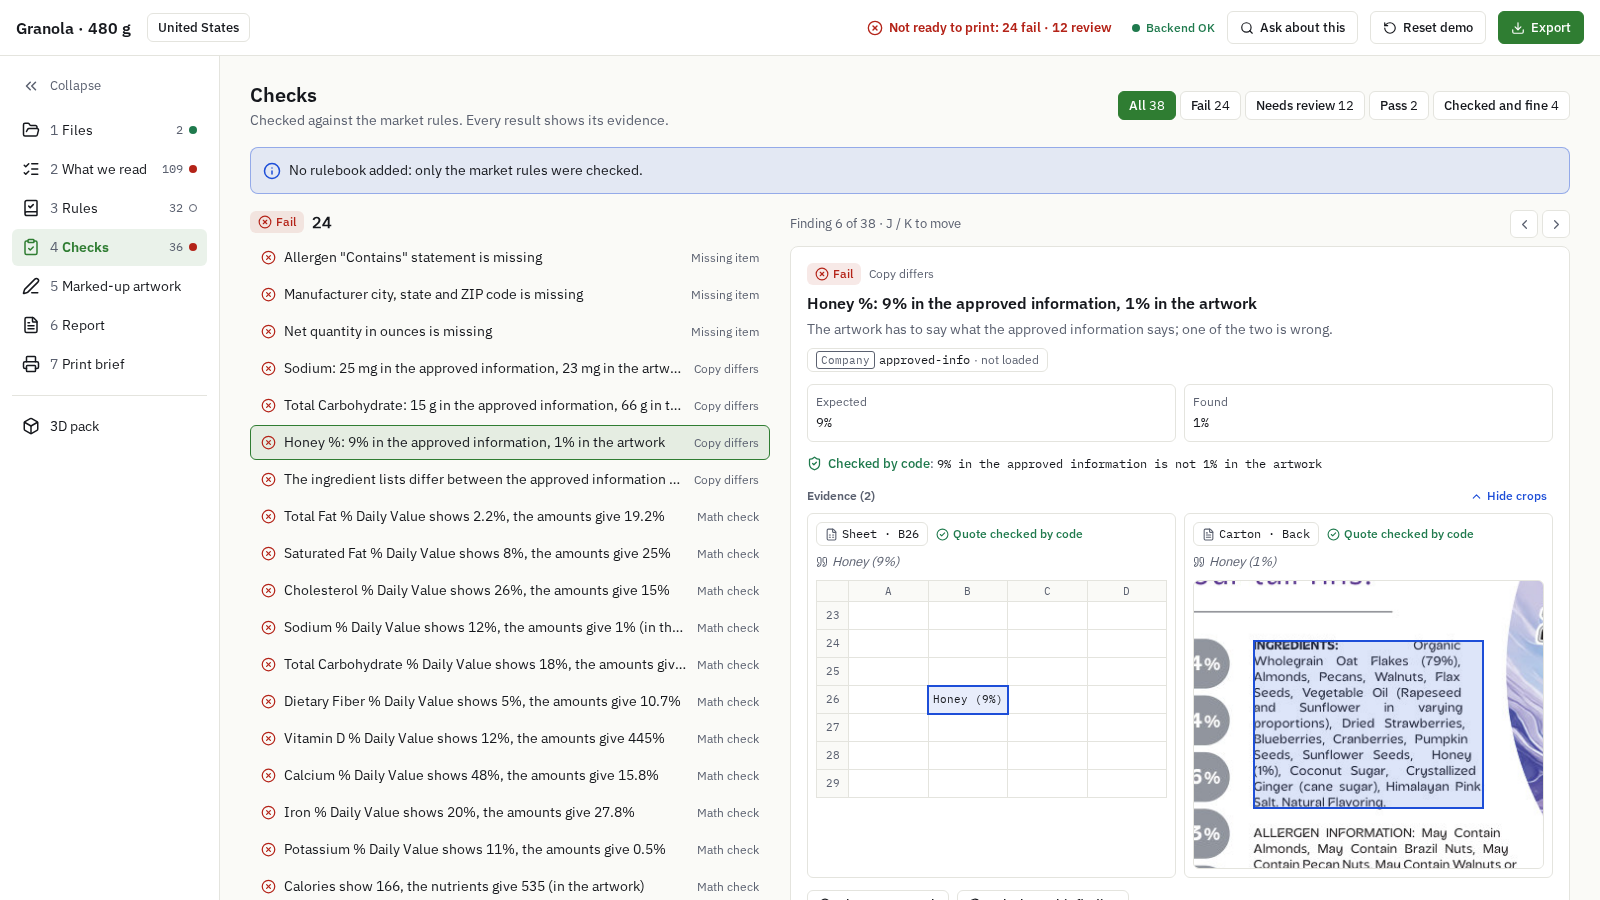 Granola · 480 g
United States
Not ready to print: 24 fail · 12 review
Backend OK
Ask about this
Reset demo
Export
Collapse
1 Files 2
2 What we read 109
3 Rules 32
4 Checks 36
5 Marked-up artwork
6 Report
7 Print brief
3D pack
Checks
Checked against the market rules. Every result shows its evidence.
All 38
Fail 24
Needs review 12
Pass 2
Checked and fine 4
No rulebook added: only the market rules were checked.
Fail 24
Allergen "Contains" statement is missing Missing item
Manufacturer city, state and ZIP code is missing Missing item
Net quantity in ounces is missing Missing item
Sodium: 25 mg in the approved information, 23 mg in the artw... Copy differs
Total Carbohydrate: 15 g in the approved information, 66 g in t... Copy differs
Honey %: 9% in the approved information, 1% in the artwork Copy differs
The ingredient lists differ between the approved information ... Copy differs
Total Fat % Daily Value shows 2.2%, the amounts give 19.2% Math check
Saturated Fat % Daily Value shows 8%, the amounts give 25% Math check
Cholesterol % Daily Value shows 26%, the amounts give 15% Math check
Sodium % Daily Value shows 12%, the amounts give 1% (in th... Math check
Total Carbohydrate % Daily Value shows 18%, the amounts giv... Math check
Dietary Fiber % Daily Value shows 5%, the amounts give 10.7% Math check
Vitamin D % Daily Value shows 12%, the amounts give 445% Math check
Calcium % Daily Value shows 48%, the amounts give 15.8% Math check
Iron % Daily Value shows 20%, the amounts give 27.8% Math check
Potassium % Daily Value shows 11%, the amounts give 0.5% Math check
Calories show 166, the nutrients give 535 (in the artwork) Math check
Finding 6 of 38 · J / K to move
Fail Copy differs
Honey %: 9% in the approved information, 1% in the artwork
The artwork has to say what the approved information says; one of the two is wrong.
Company approved-info · not loaded
Expected
9%
Found
1%
Checked by code: 9% in the approved information is not 1% in the artwork
Evidence (2)
Hide crops
Sheet · B26 Quote checked by code
Honey (9%)
A B C D
23
24
25
26 Honey (9%)
27
28
29
Carton · Back Quote checked by code
Honey (1%)
4%
4%
6%
3%
INGREDIENTS: Organic
Wholegrain Oat Flakes (79%),
Almonds, Pecans, Walnuts, Flax
Seeds, Vegetable Oil (Rapeseed
and Sunflower in varying
proportions), Dried Strawberries,
Blueberries, Cranberries, Pumpkin
Seeds, Sunflower Seeds, Honey
(1%), Coconut Sugar, Crystallized
Ginger (cane sugar), Himalayan Pink
Salt, Natural Flavoring.
ALLERGEN INFORMATION: May Contain
Almonds, May Contain Brazil Nuts, May
Contain Pecan Nuts, May Contain Walnuts or